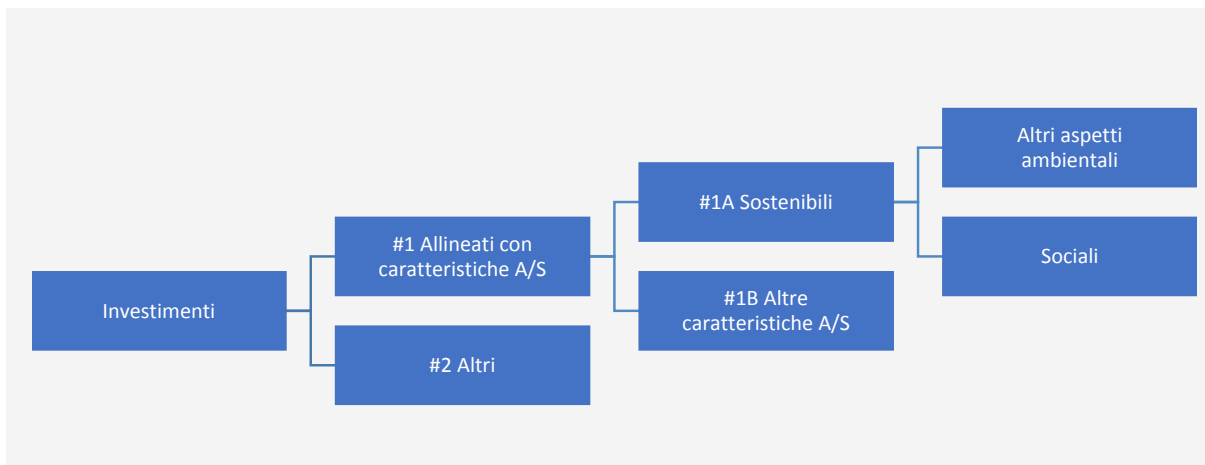 Investimenti
#1 Allineati con
caratteristiche A/S
#2 Altri
#1A Sostenibili
#1B Altre
caratteristiche A/S
Altri aspetti
ambientali
Sociali